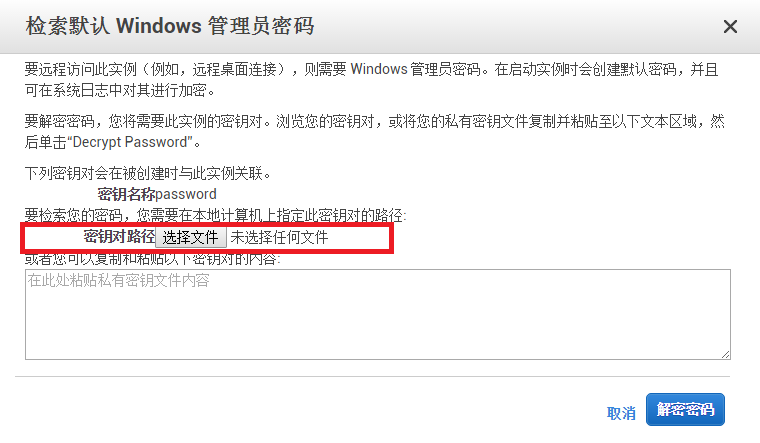 检索默认 Windows 管理员密码
要远程访问此实例（例如，远程桌面连接），则需要 Windows 管理员密码。在启动实例时会创建默认密码，并且
可在系统日志中对其进行加密。
要解密密码，您将需要此实例的密钥对。浏览您的密钥对，或将您的私有密钥文件复制并粘贴至以下文本区域，然
后单击“Decrypt Password”。
下列密钥对会在被创建时与此实例关联。
密钥名称password
要检索您的密码，您需要在本地计算机上指定此密钥对的路径:
密钥对路径 选择文件 未选择任何文件
或者您可以复制和粘贴以下密钥对的内容:
在此处粘贴私有密钥文件内容
取消 解密密码